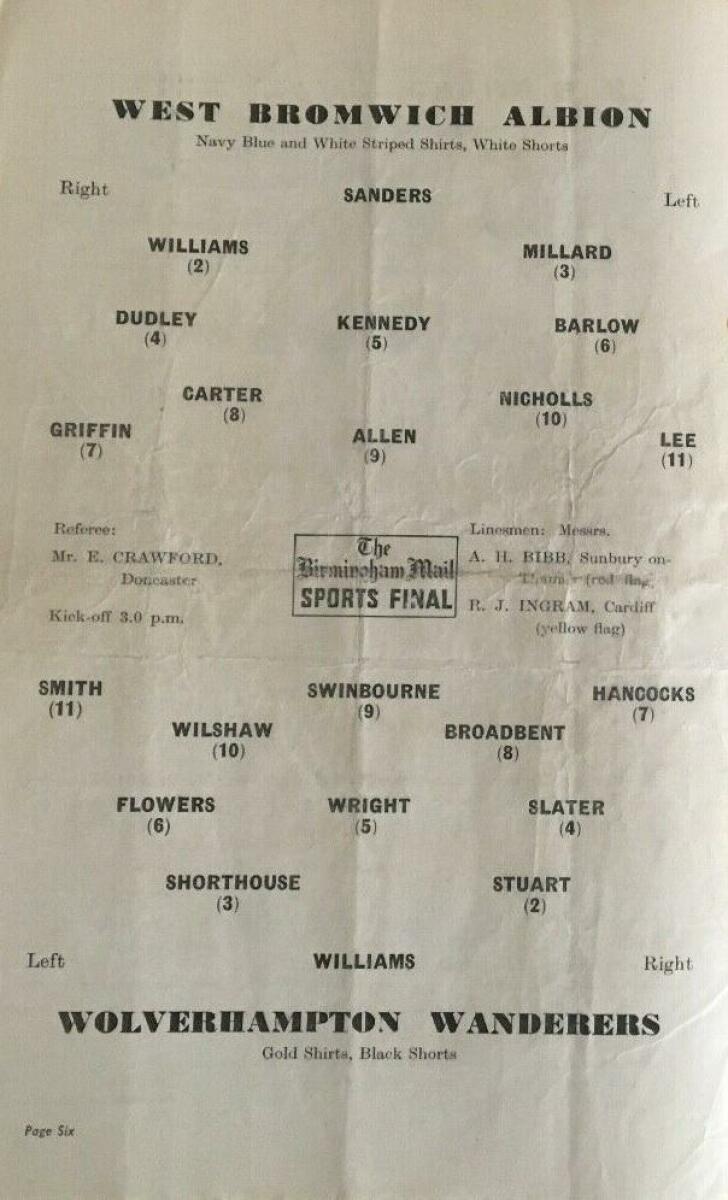 WEST BROMWICH ALBION
Navy Blue and White Striped Shirts, White Shorts
Right SANDERS Left
WILLIAMS MILLARD
(2) (3)
DUDLEY KENNEDY BARLOW
(4) (5) (6)
CARTER NICHOLLS
(8) (10)
GRIFFIN ALLEN LEE
(7) (9) (11)
Referee:
Mr. E. CRAWFORD,
Doncaster
Kick-off 3.0 p.m.
The
Birmingham Mail
SPORTS FINAL
Linesmen: Messrs.
A. H. BIBB, Sunbury on-
(red flag)
R. J. INGRAM, Cardiff
(yellow flag)
SMITH SWINBOURNE HANCOCKS
(11) (9) (7)
WILSHAW BROADBENT
(10) (8)
FLOWERS WRIGHT SLATER
(6) (5) (4)
SHORTHOUSE STUART
(3) (2)
Left WILLIAMS Right
WOLVERHAMPTON WANDERERS
Gold Shirts, Black Shorts
Page Six